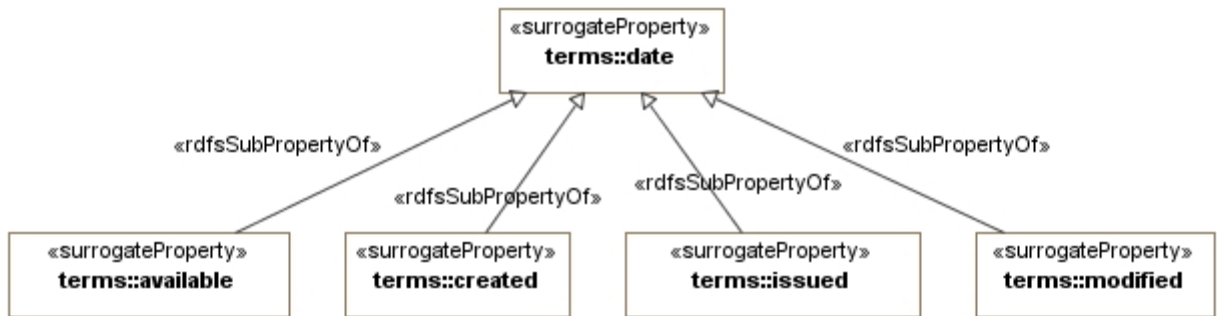 «surrogateProperty»
terms::date
«rdfsSubPropertyOf»
«rdfsSubPropertyOf»
«rdfsSubPropertyOf»
«rdfsSubPropertyOf»
«surrogateProperty»
terms::available
«surrogateProperty»
terms::created
«surrogateProperty»
terms::issued
«surrogateProperty»
terms::modified